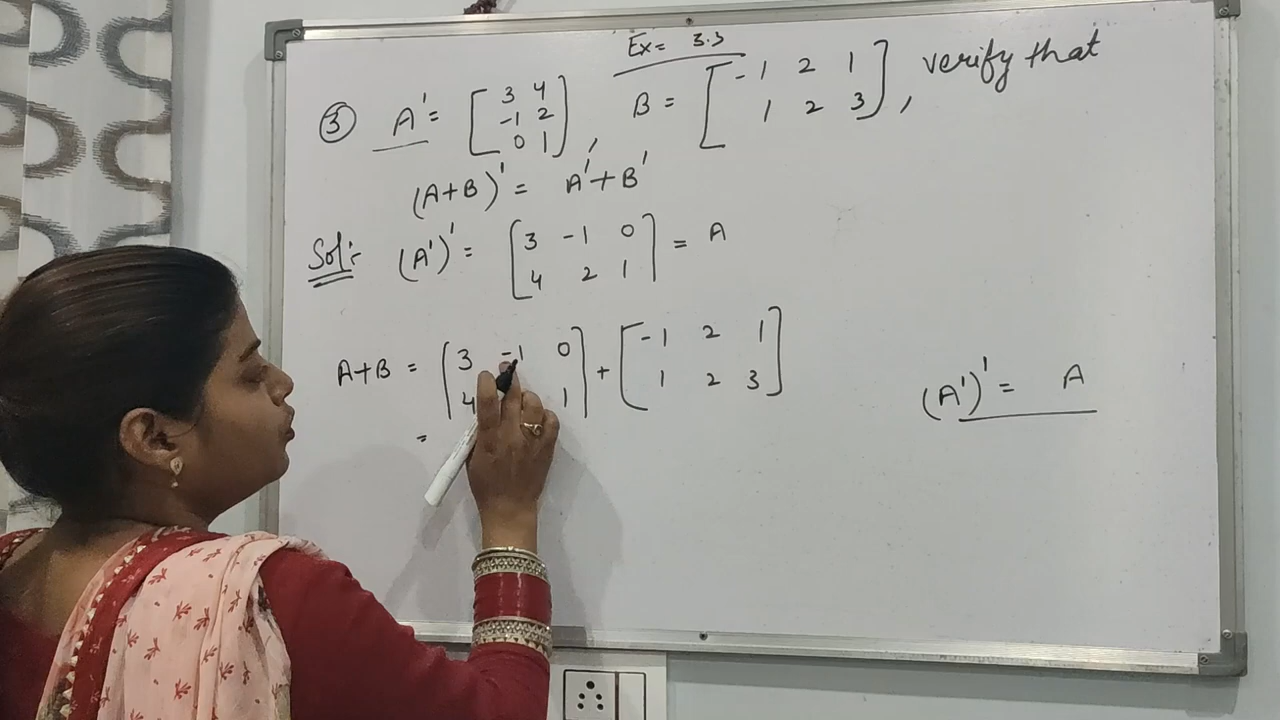 Ex= 3.3
③ A' = [3 4 -1 2 0 1], B = [-1 2 1 1 2 3], verify that
(A+B)' = A'+B'
Sol:- (A')' = [3 -1 0 4 2 1] = A
A+B = [3 -1 0 4 1] + [-1 2 1 1 2 3]
=
(A')' = A